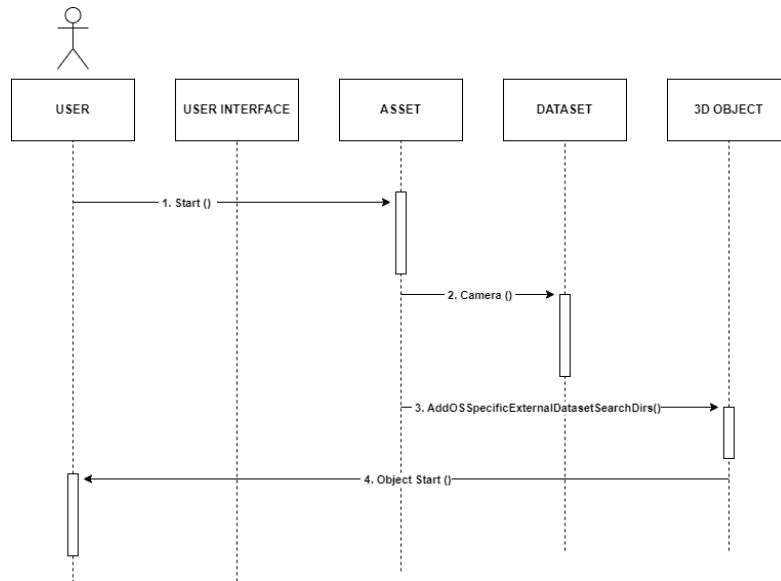 USER
USER INTERFACE
ASSET
DATASET
3D OBJECT
1. Start ()
2. Camera ()
3. AddOSSpecificExternalDatasetSearchDirs()
4. Object Start ()